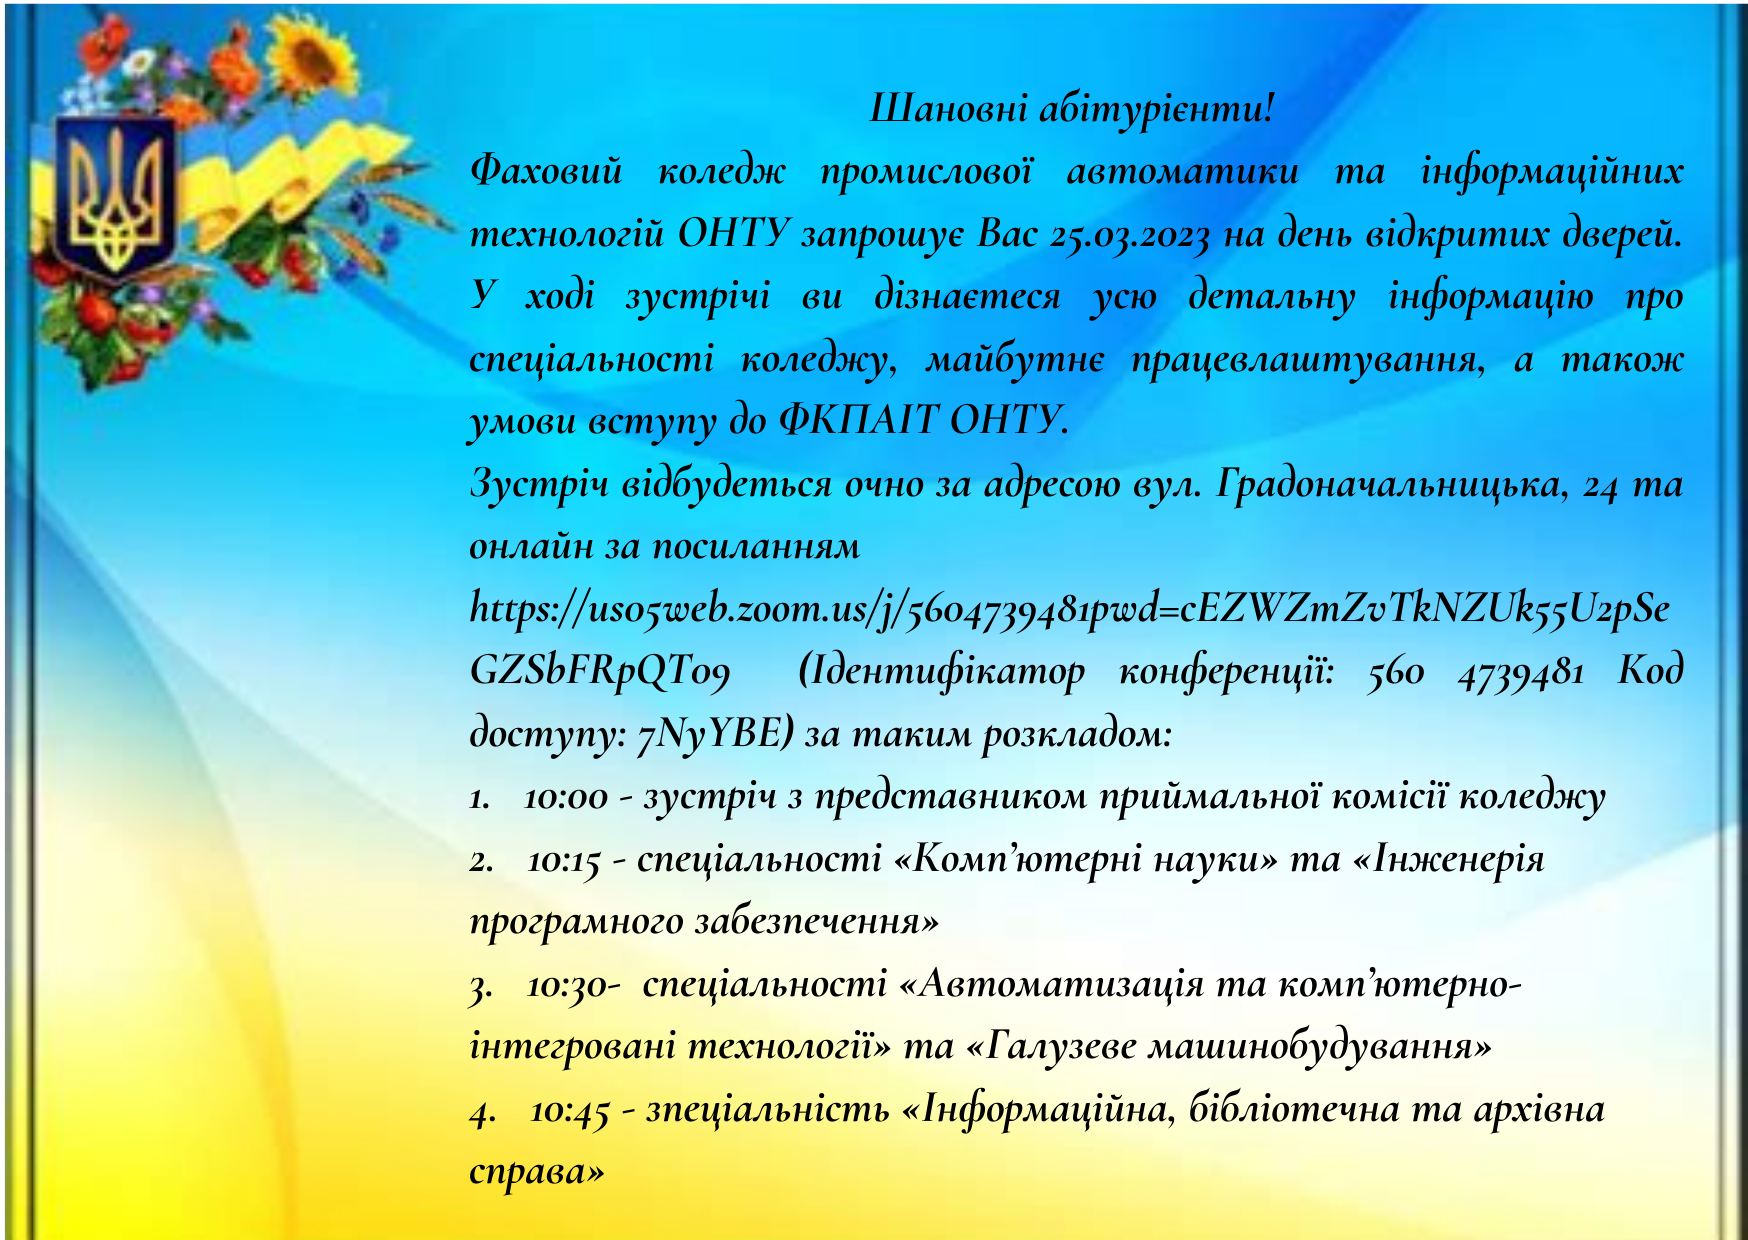 Шановні абітурієнти!
Фаховий коледж промислової автоматики та інформаційних
технологій ОНТУ запрошує Вас 25.03.2023 на день відкритих дверей.
У ході зустрічі ви дізнаєтеся усю детальну інформацію про
спеціальності коледжу, майбутнє працевлаштування, а також
умови вступу до ФКПАІТ ОНТУ.
Зустріч відбудеться очно за адресою вул. Градоначальницька, 24 та
онлайн за посиланням
https://us05web.zoom.us/j/5604739481pwd=cEZWZmZvTkNZUk55U2pSe
GZSbFRpQT09 (Ідентифікатор конференції: 560 4739481 Код
доступу: 7NyYBE) за таким розкладом:
1. 10:00 - зустріч з представником приймальної комісії коледжу
2. 10:15 - спеціальності «Комп’ютерні науки» та «Інженерія
програмного забезпечення»
3. 10:30- спеціальності «Автоматизація та комп’ютерно-
інтегровані технології» та «Галузеве машинобудування»
4. 10:45 - зпеціальність «Інформаційна, бібліотечна та архівна
справа»